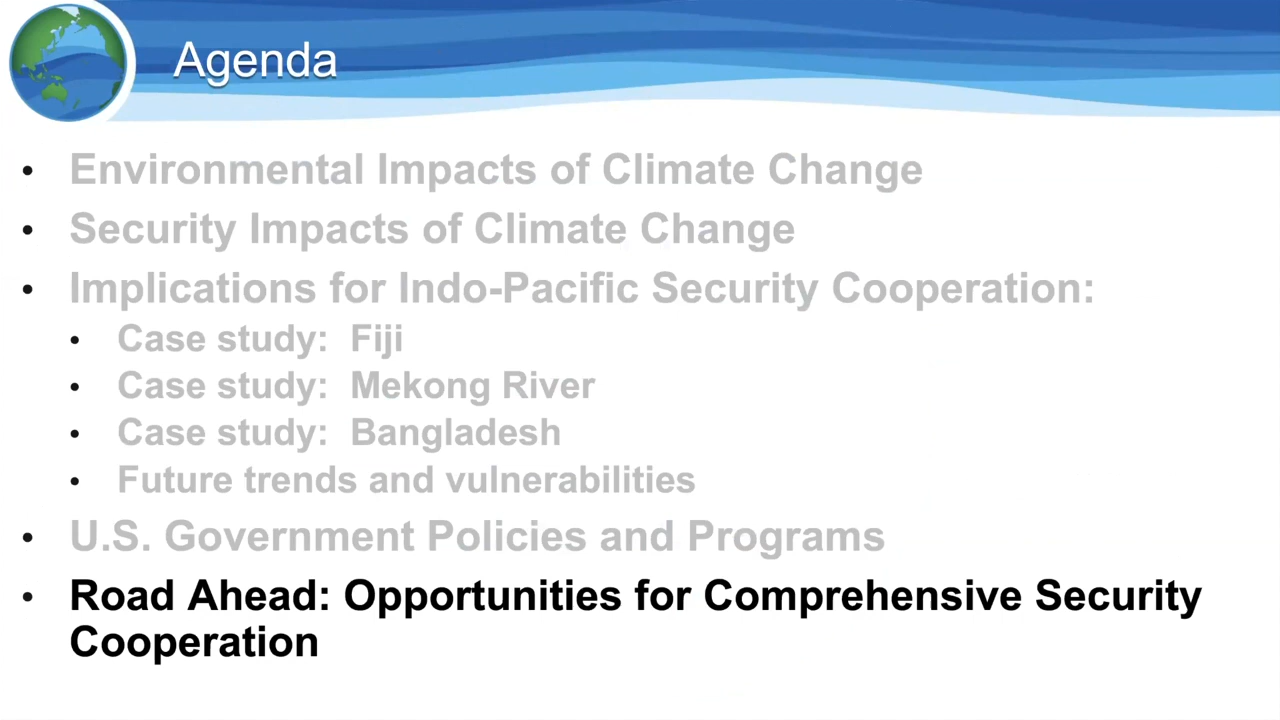 Agenda
• Environmental Impacts of Climate Change
• Security Impacts of Climate Change
• Implications for Indo-Pacific Security Cooperation:
• Case study: Fiji
• Case study: Mekong River
• Case study: Bangladesh
• Future trends and vulnerabilities
• U.S. Government Policies and Programs
• Road Ahead: Opportunities for Comprehensive Security
Cooperation